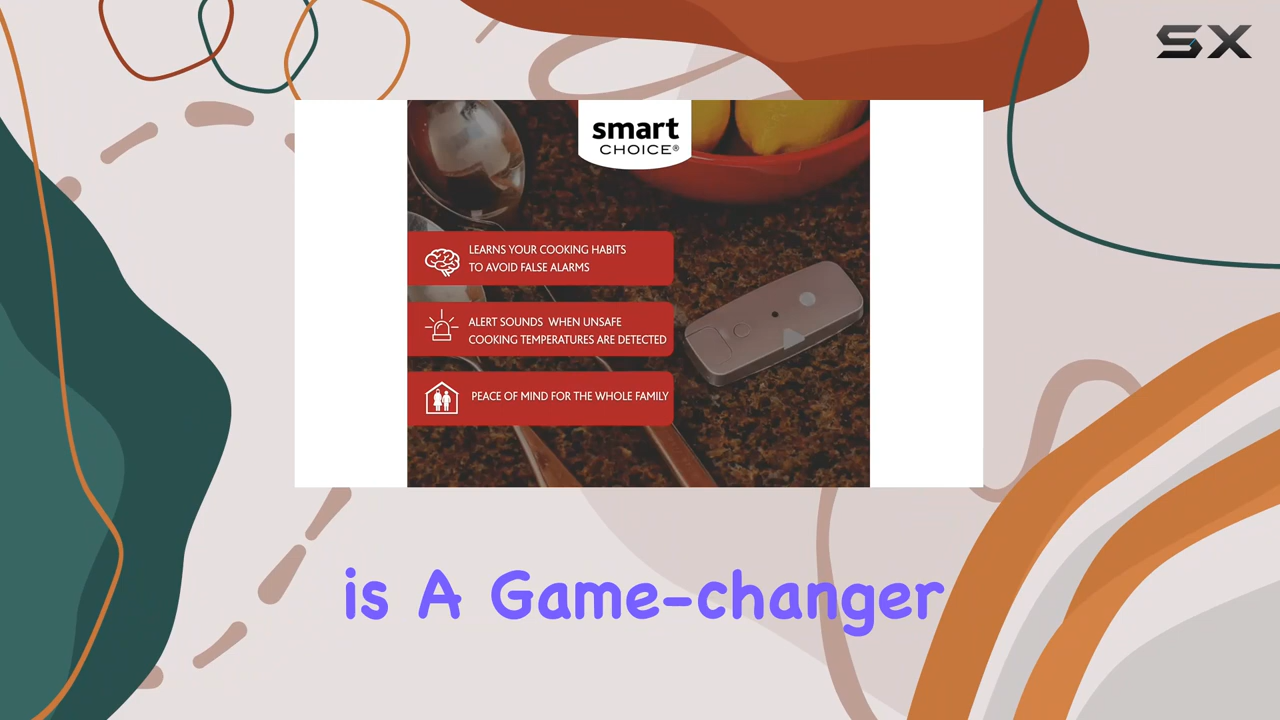 SX
smart
CHOICE®
LEARNS YOUR COOKING HABITS
TO AVOID FALSE ALARMS
ALERT SOUNDS WHEN UNSAFE
COOKING TEMPERATURES ARE DETECTED
PEACE OF MIND FOR THE WHOLE FAMILY
is A Game-changer